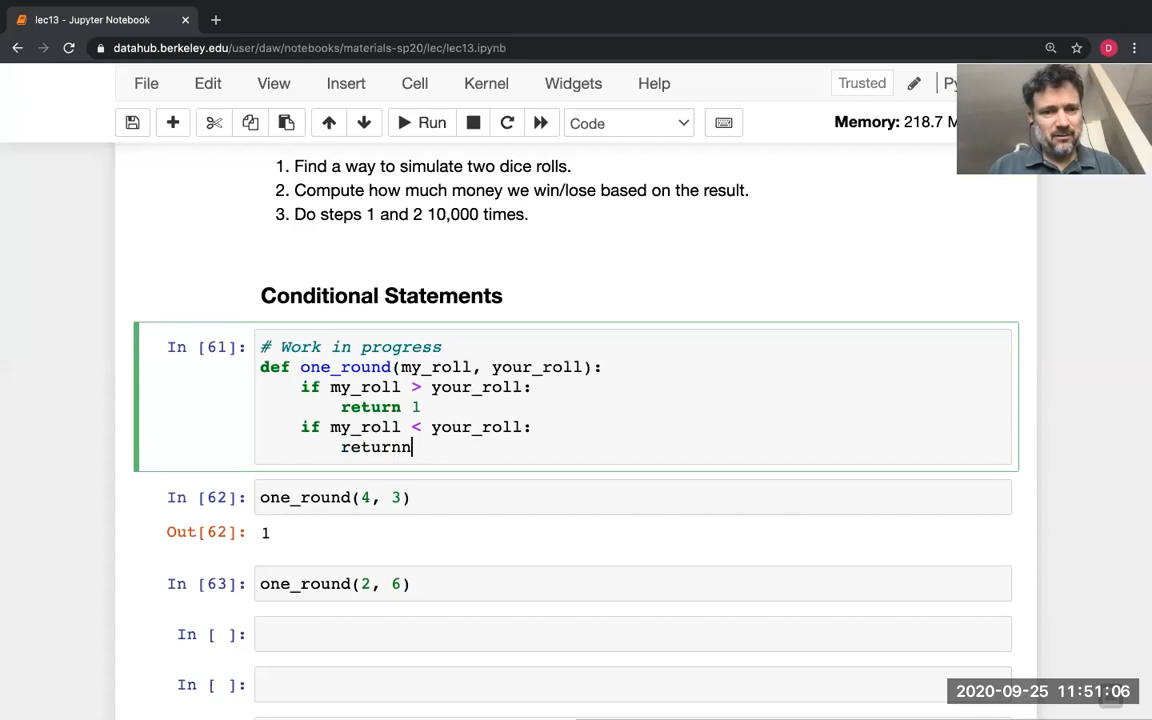 lec13 - Jupyter Notebook
datahub.berkeley.edu/user/daw/notebooks/materials-sp20/lec/lec13.ipynb
D
File Edit View Insert Cell Kernel Widgets Help Trusted Py
Run Code Memory: 218.7 M
1. Find a way to simulate two dice rolls.
2. Compute how much money we win/lose based on the result.
3. Do steps 1 and 2 10,000 times.
Conditional Statements
In [61]: # Work in progress
def one_round(my_roll, your_roll):
if my_roll > your_roll:
return 1
if my_roll < your_roll:
returnn
In [62]: one_round(4, 3)
Out[62]: 1
In [63]: one_round(2, 6)
In [ ]:
In [ ]:
2020-09-25 11:51:06